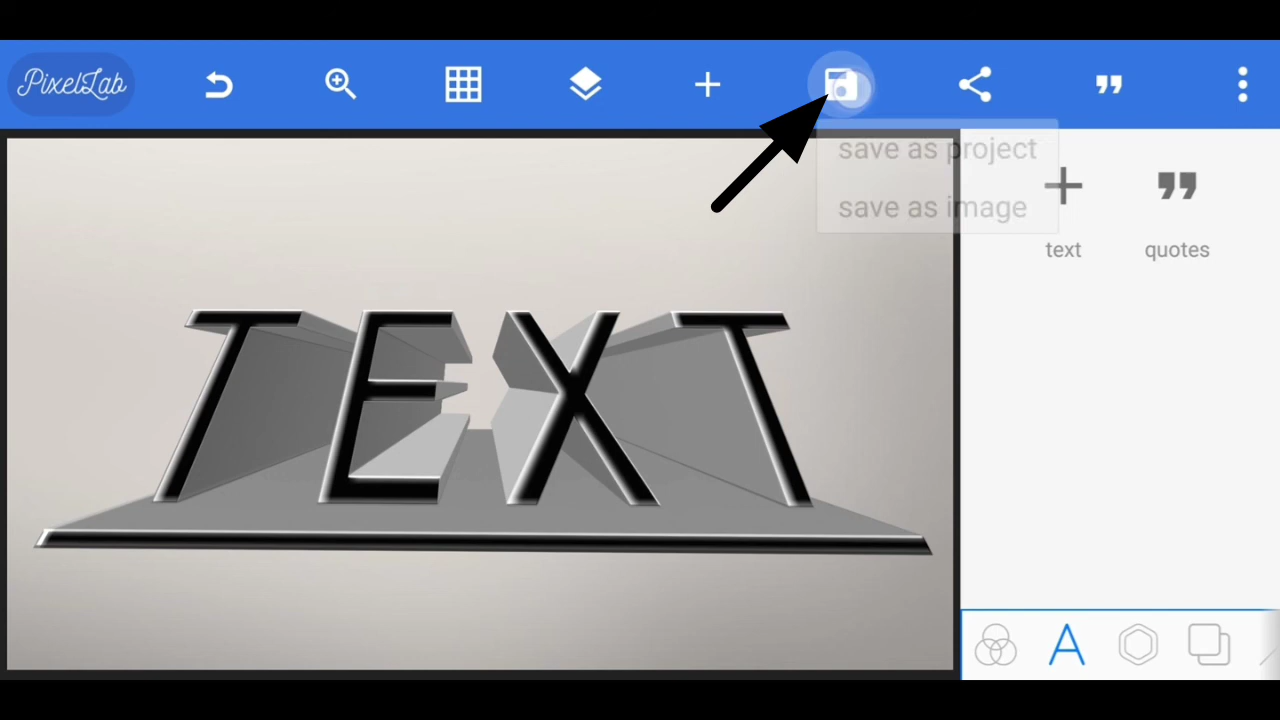 PixelLab
save as project
save as image
text
quotes
TEXT